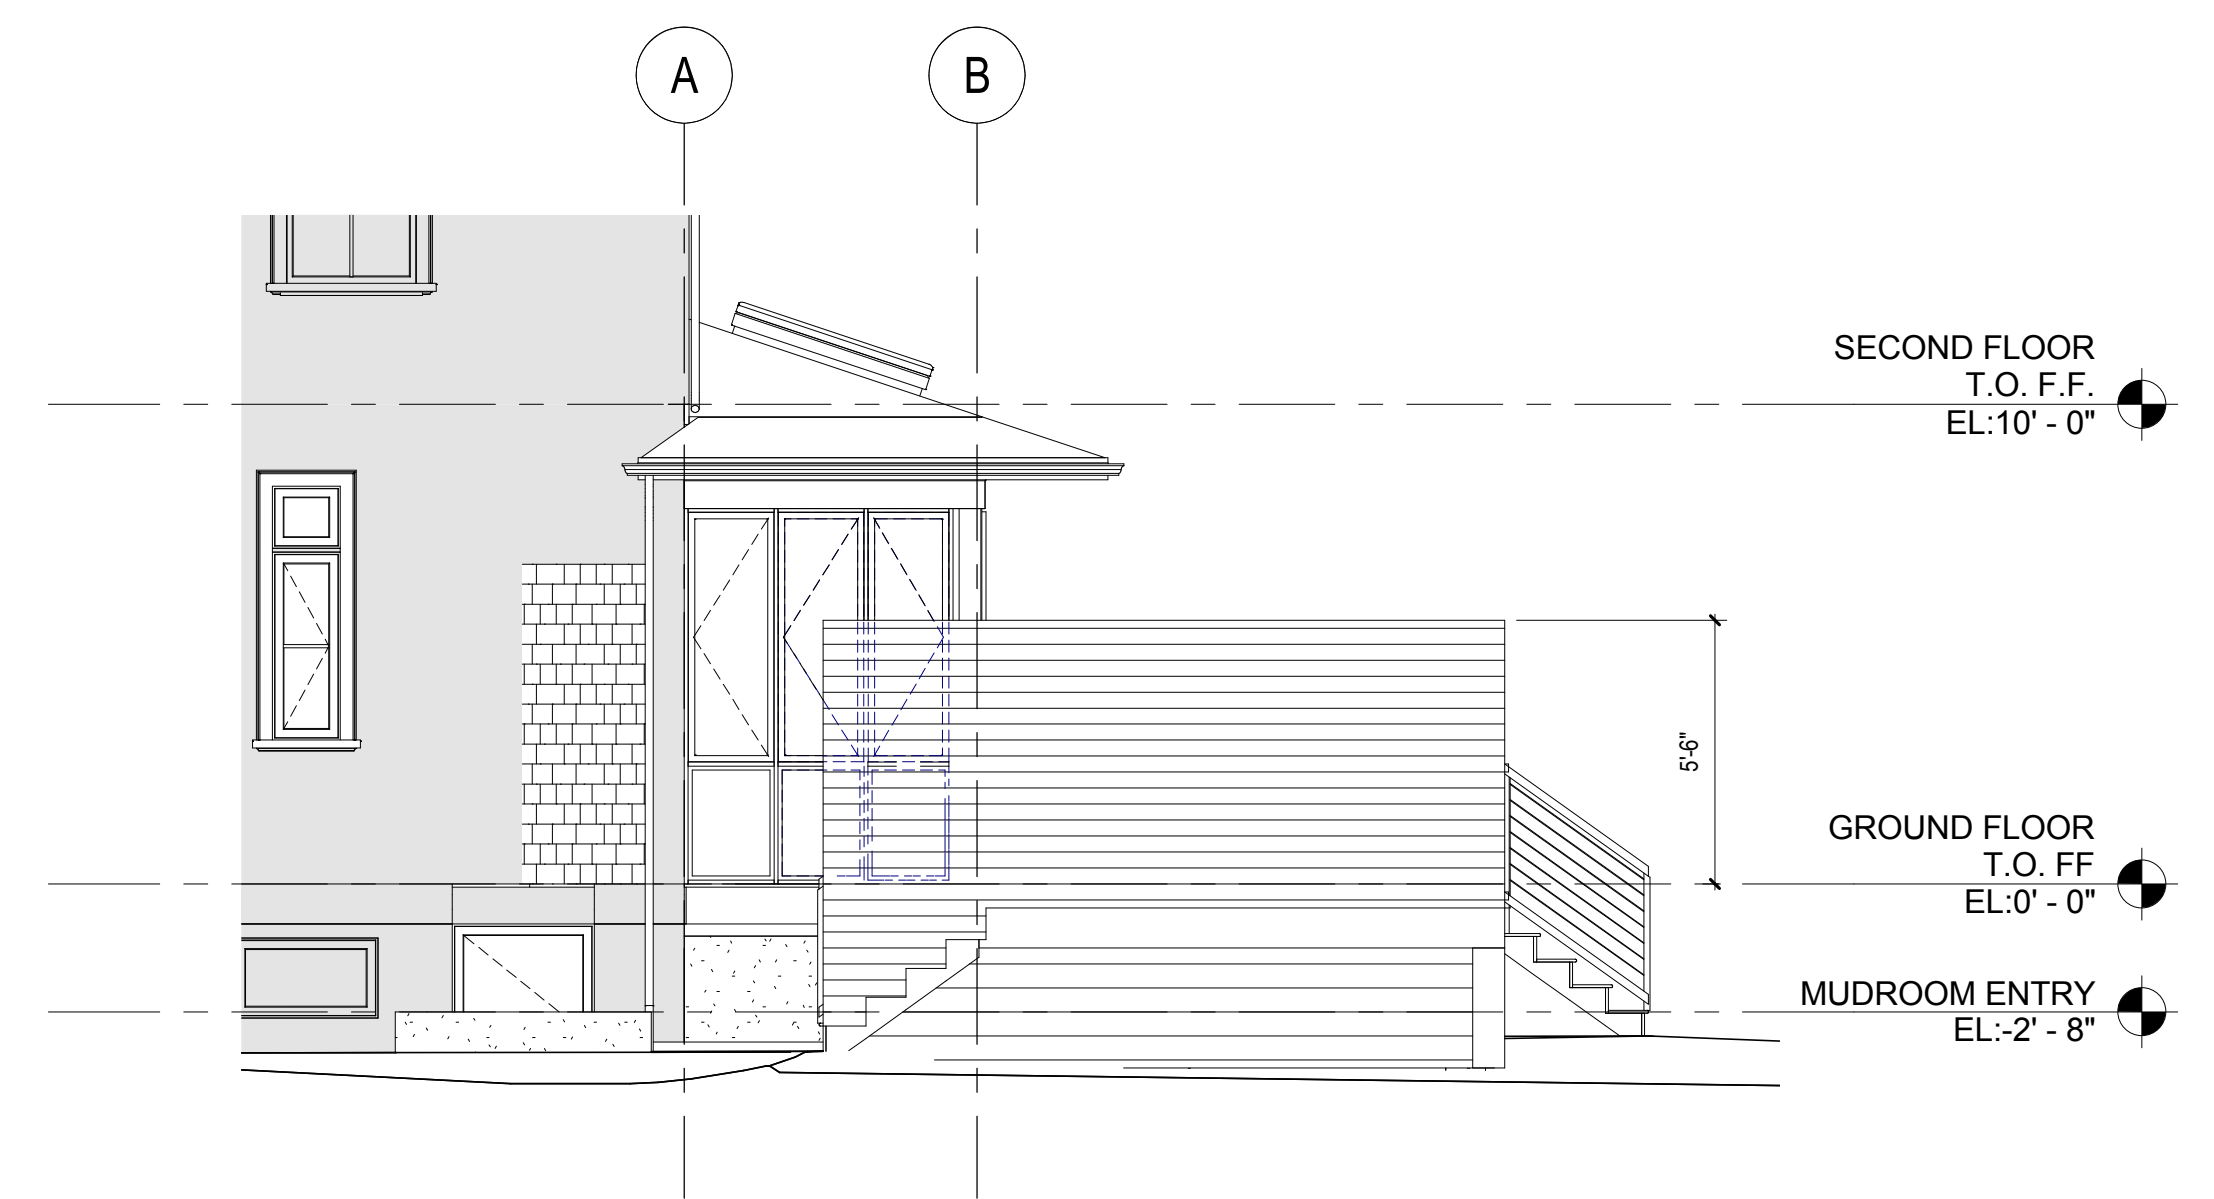 A
B
SECOND FLOOR
T.O. F.F.
EL:10' - 0"
5'-6"
GROUND FLOOR
T.O. FF
EL:0' - 0"
MUDROOM ENTRY
EL:-2' - 8"